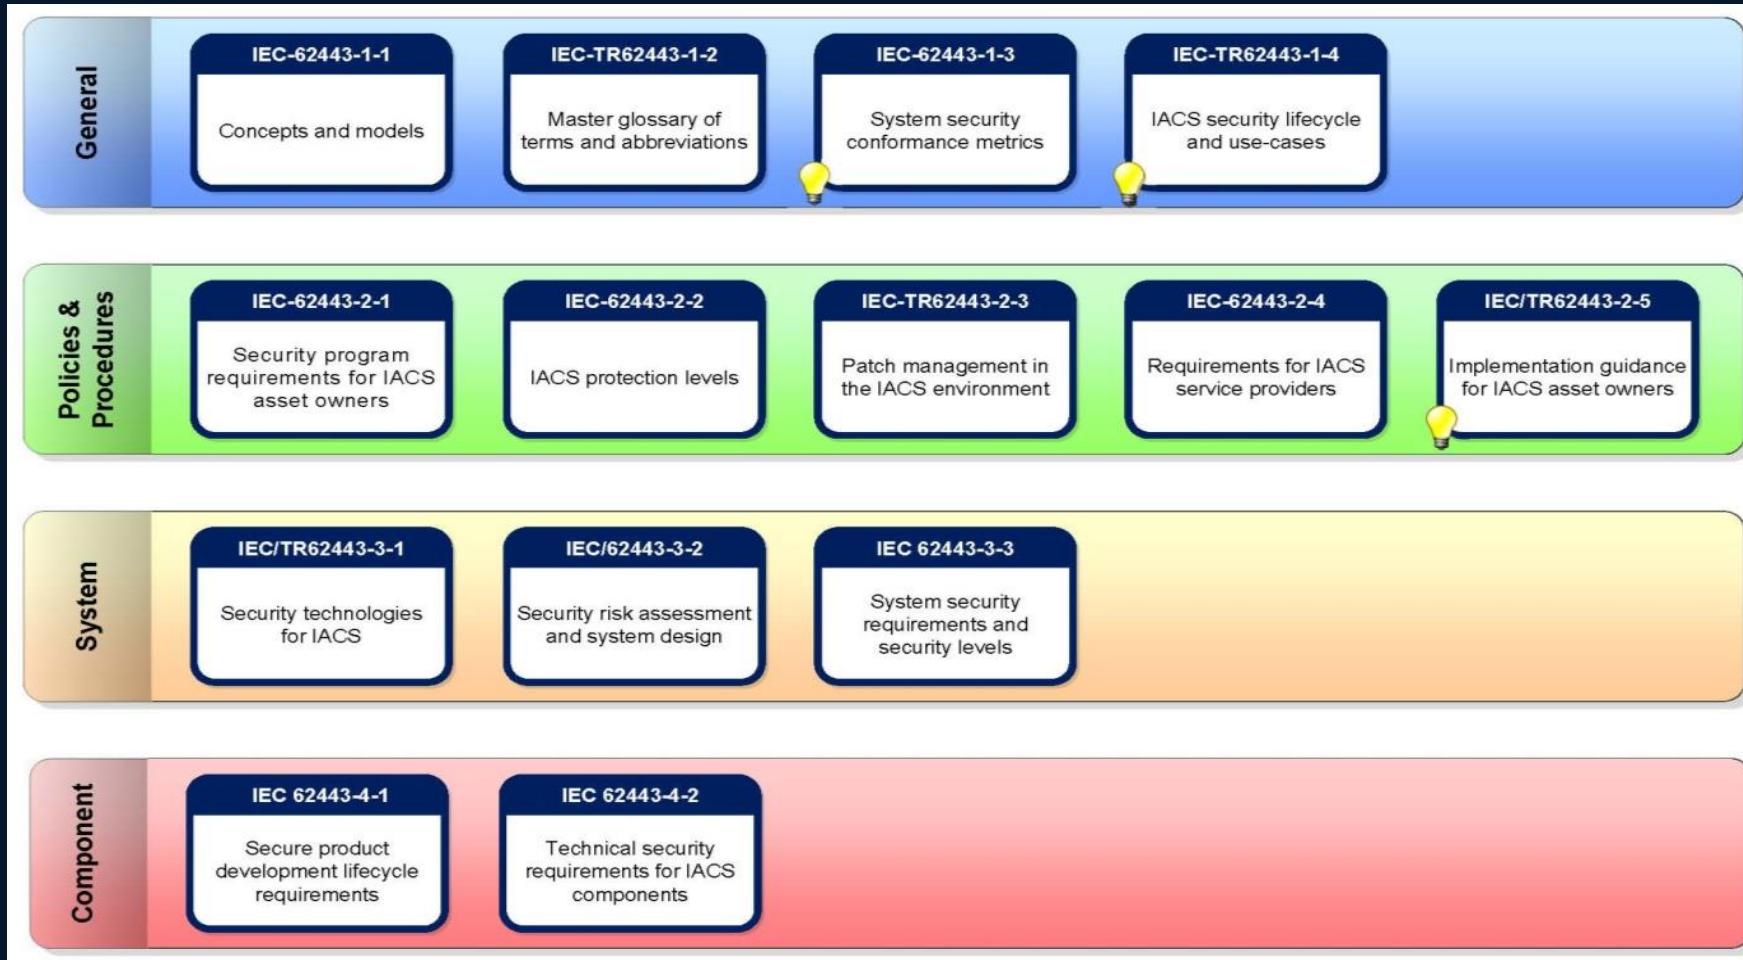 General
IEC-62443-1-1
Concepts and models
IEC-TR62443-1-2
Master glossary of
terms and abbreviations
IEC-62443-1-3
System security
conformance metrics
IEC-TR62443-1-4
IACS security lifecycle
and use-cases
Policies &
Procedures
IEC-62443-2-1
Security program
requirements for IACS
asset owners
IEC-62443-2-2
IACS protection levels
IEC-TR62443-2-3
Patch management in
the IACS environment
IEC-62443-2-4
Requirements for IACS
service providers
IEC/TR62443-2-5
Implementation guidance
for IACS asset owners
System
IEC/TR62443-3-1
Security technologies
for IACS
IEC/62443-3-2
Security risk assessment
and system design
IEC 62443-3-3
System security
requirements and
security levels
Component
IEC 62443-4-1
Secure product
development lifecycle
requirements
IEC 62443-4-2
Technical security
requirements for IACS
components